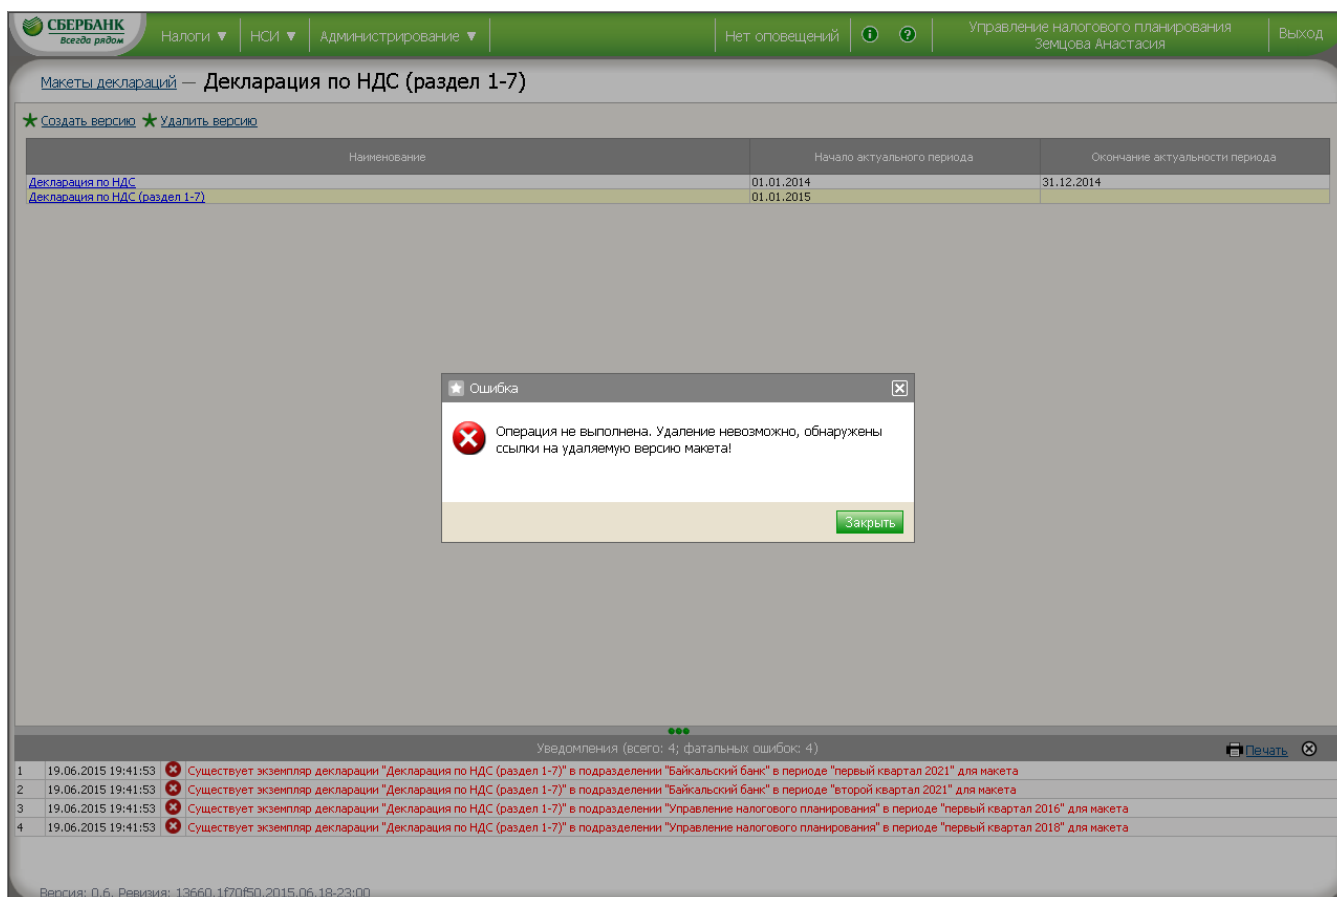 СБЕРБАНК
Всегда рядом
Налоги ▼
НСИ ▼
Администрирование ▼
Нет оповещений
Управление налогового планирования
Земцова Анастасия
Выход
Макеты деклараций — Декларация по НДС (раздел 1-7)
Создать версию Удалить версию
Наименование Начало актуального периода Окончание актуальности периода
Декларация по НДС 01.01.2014 31.12.2014
Декларация по НДС (раздел 1-7) 01.01.2015
Ошибка
Операция не выполнена. Удаление невозможно, обнаружены
ссылки на удаляемую версию макета!
Закрыть
Уведомления (всего: 4; фатальных ошибок: 4)
Печать
1 19.06.2015 19:41:53 Существует экземпляр декларации "Декларация по НДС (раздел 1-7)" в подразделении "Байкальский банк" в периоде "первый квартал 2021" для макета
2 19.06.2015 19:41:53 Существует экземпляр декларации "Декларация по НДС (раздел 1-7)" в подразделении "Байкальский банк" в периоде "второй квартал 2021" для макета
3 19.06.2015 19:41:53 Существует экземпляр декларации "Декларация по НДС (раздел 1-7)" в подразделении "Управление налогового планирования" в периоде "первый квартал 2016" для макета
4 19.06.2015 19:41:53 Существует экземпляр декларации "Декларация по НДС (раздел 1-7)" в подразделении "Управление налогового планирования" в периоде "первый квартал 2018" для макета
Версия: 0.6, Ревизия: 13660.1f70f50.2015.06.18-23:00